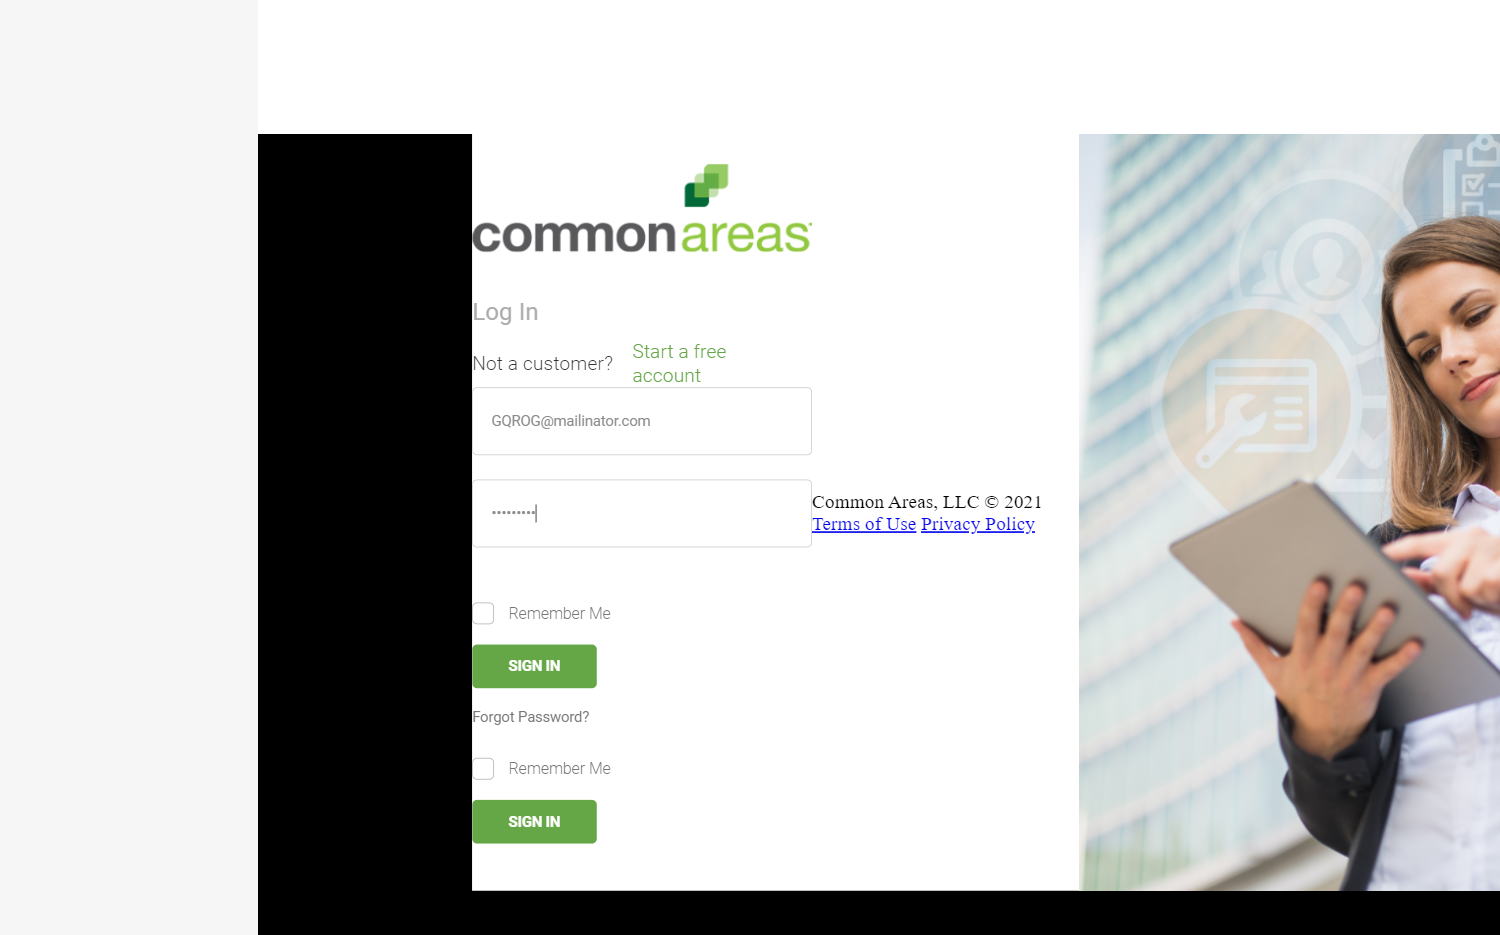 commonareas
Log In
Not a customer?
Start a free
account
GQROG@mailinator.com
•••••••••
Common Areas, LLC © 2021
Terms of Use Privacy Policy
Remember Me
SIGN IN
Forgot Password?
Remember Me
SIGN IN